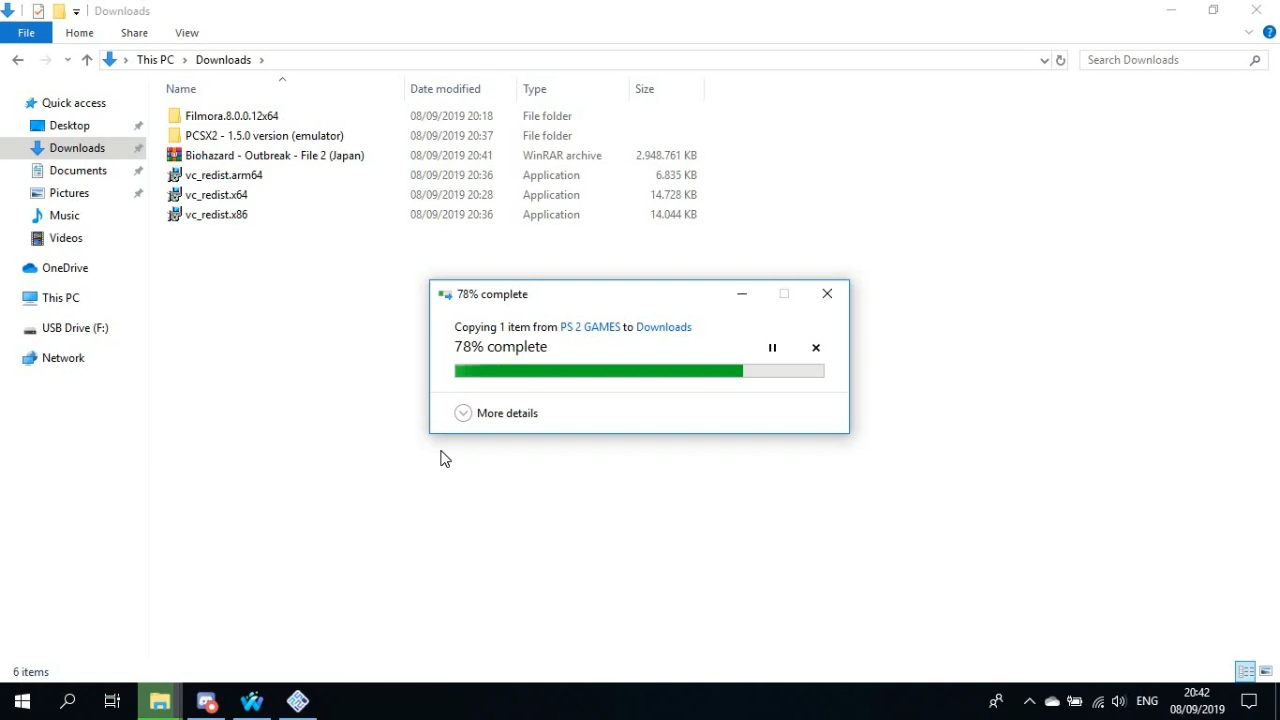 Downloads
File Home Share View
This PC Downloads Search Downloads
Name Date modified Type Size
Quick access
Desktop
Downloads
Documents
Pictures
Music
Videos
OneDrive
This PC
USB Drive (F:)
Network
Filmora.8.0.0.12x64 08/09/2019 20:18 File folder
PCSX2 - 1.5.0 version (emulator) 08/09/2019 20:37 File folder
Biohazard - Outbreak - File 2 (Japan) 08/09/2019 20:41 WinRAR archive 2.948.761 KB
vc_redist.arm64 08/09/2019 20:36 Application 6.835 KB
vc_redist.x64 08/09/2019 20:28 Application 14.728 KB
vc_redist.x86 08/09/2019 20:36 Application 14.044 KB
78% complete
Copying 1 item from PS 2 GAMES to Downloads
78% complete
More details
6 items
ENG
20:42
08/09/2019